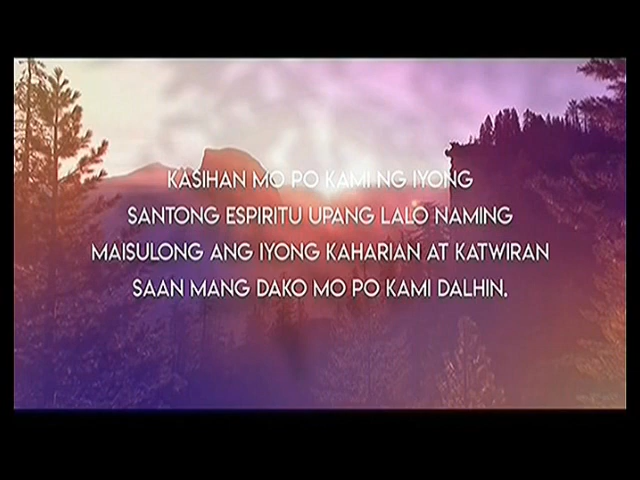 KASIHAN MO PO KAMI NG IYONG
SANTONG ESPIRITU UPANG LALO NAMING
MAISULONG ANG IYONG KAHARIAN AT KATWIRAN
SAAN MANG DAKO MO PO KAMI DALHIN.